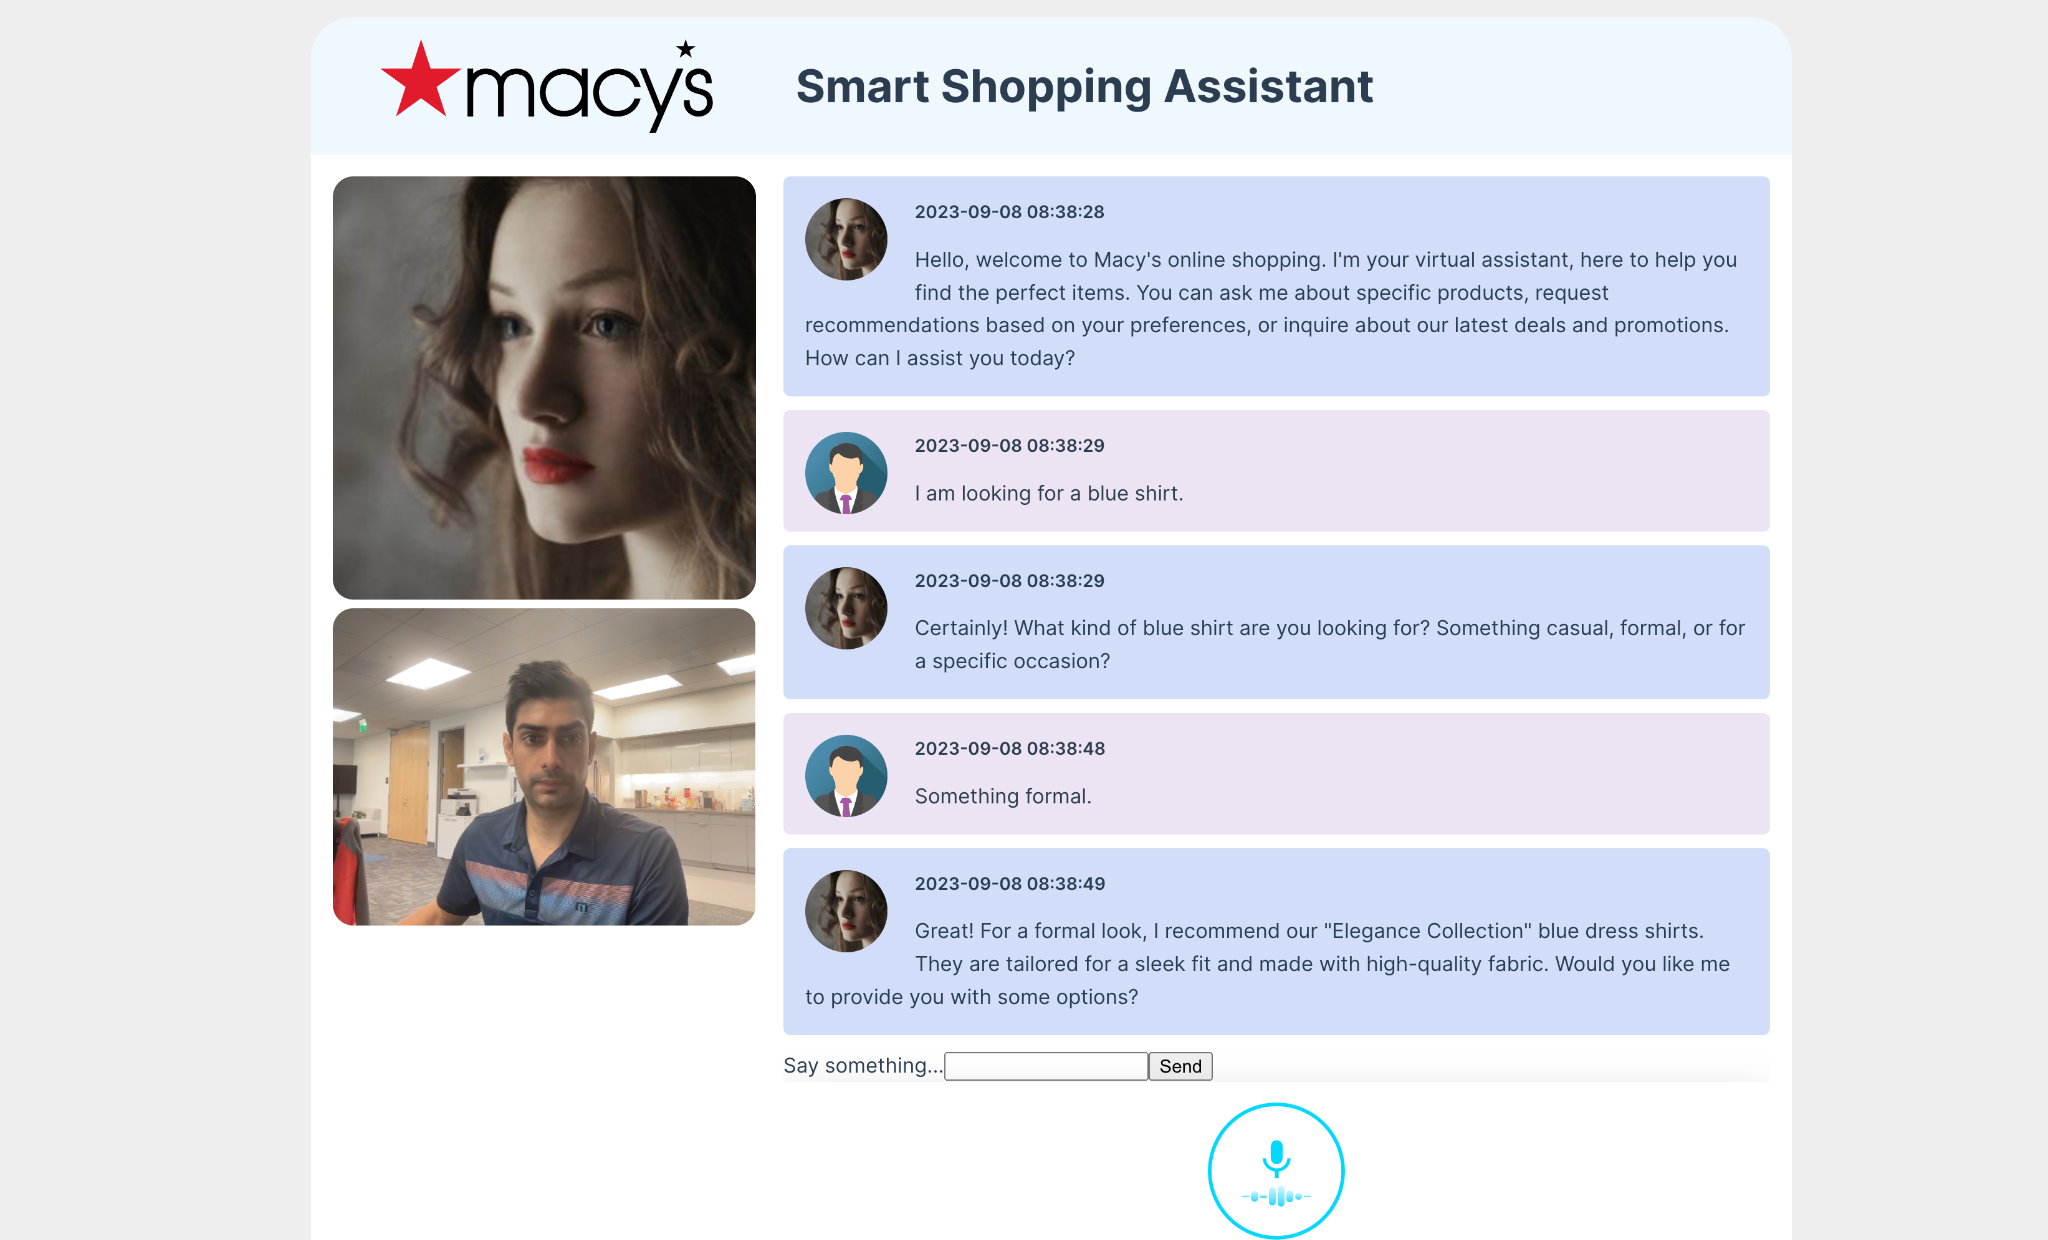 macys
Smart Shopping Assistant
2023-09-08 08:38:28
Hello, welcome to Macy's online shopping. I'm your virtual assistant, here to help you
find the perfect items. You can ask me about specific products, request
recommendations based on your preferences, or inquire about our latest deals and promotions.
How can I assist you today?
2023-09-08 08:38:29
I am looking for a blue shirt.
2023-09-08 08:38:29
Certainly! What kind of blue shirt are you looking for? Something casual, formal, or for
a specific occasion?
2023-09-08 08:38:48
Something formal.
2023-09-08 08:38:49
Great! For a formal look, I recommend our "Elegance Collection" blue dress shirts.
They are tailored for a sleek fit and made with high-quality fabric. Would you like me
to provide you with some options?
Say something... Send